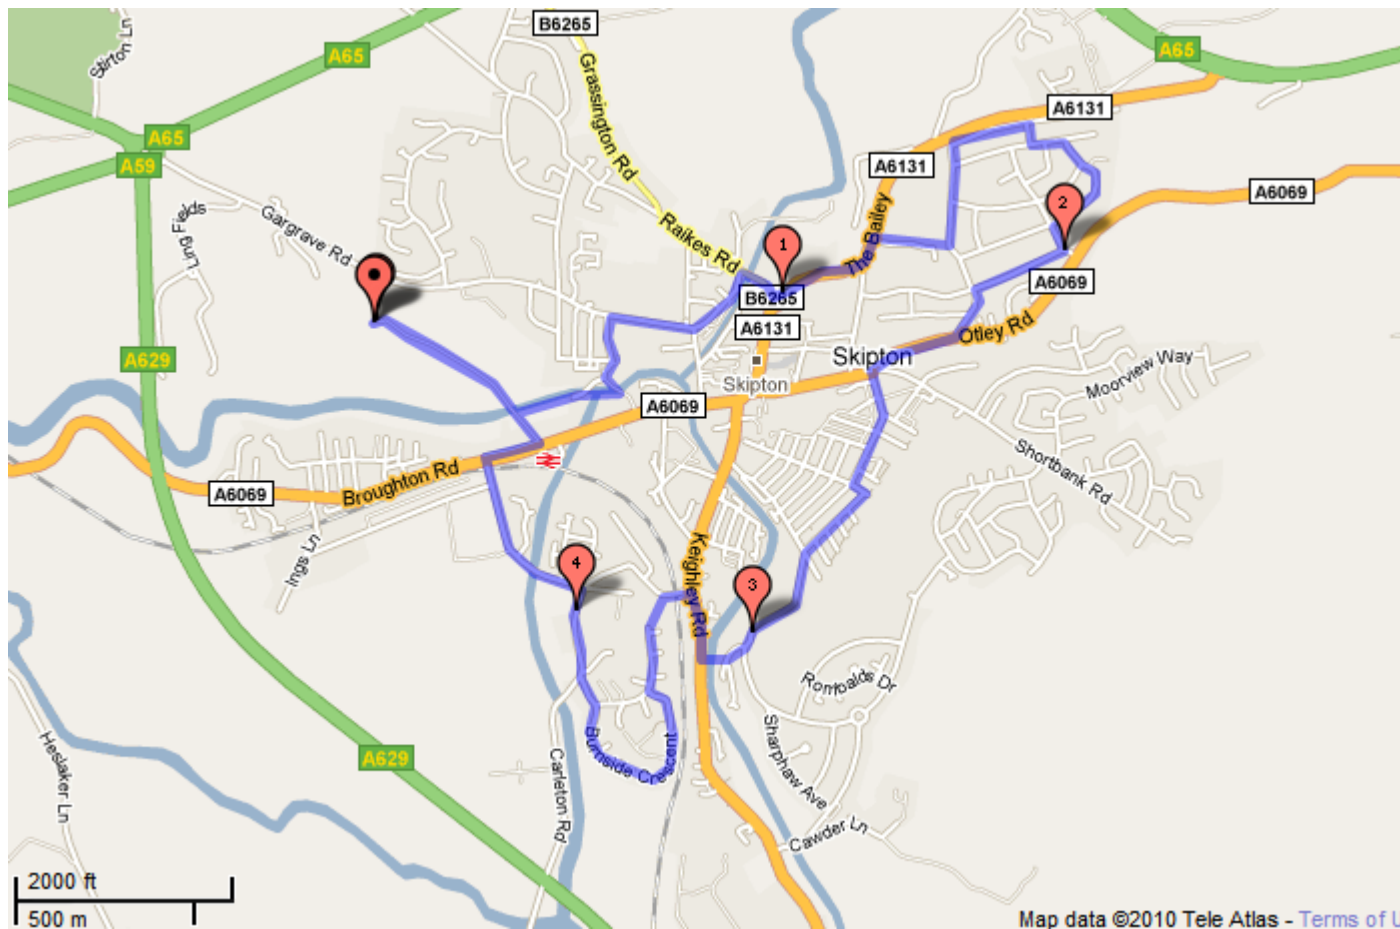 B6265
Stirton Ln
A65
A65
Grassington Rd
A6131
A65
A59
A6131
A6069
Ling Fields
Gargrave Rd
Raikes Rd
The Bailey
1
2
B6265
A6069
A6131
Otley Rd
A629
Skipton
Skipton
Moorview Way
A6069
Shortbank Rd
Broughton Rd
A6069
Ings Ln
Keighley Rd
4
3
Rombalds Dr
Burnside Crescent
Sharphaw Ave
Heslaker Ln
A629
Carleton Rd
Cawder Ln
2000 ft
500 m
Map data ©2010 Tele Atlas - Terms of U